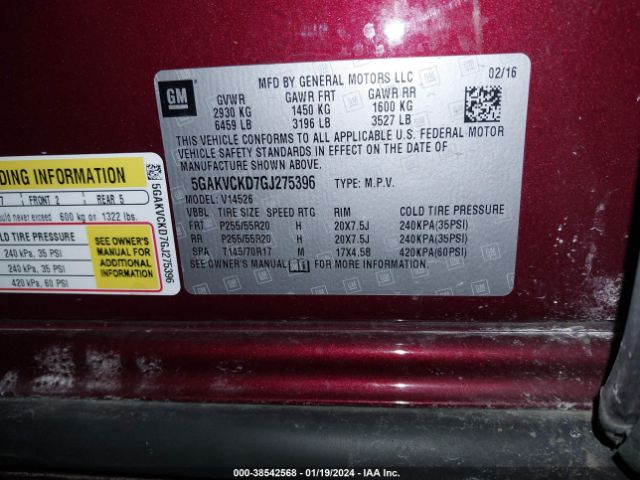 GM
MFD BY GENERAL MOTORS LLC 02/16
GVWR GAWR FRT GAWR RR
2930 KG 1450 KG 1600 KG
6459 LB 3196 LB 3527 LB
THIS VEHICLE CONFORMS TO ALL APPLICABLE U.S. FEDERAL MOTOR
VEHICLE SAFETY STANDARDS IN EFFECT ON THE DATE OF
MANUFACTURE SHOWN ABOVE.
5GAKVCKD7GJ275396 TYPE: M.P.V.
MODEL: V14526
VBBL TIRE SIZE SPEED RTG RIM COLD TIRE PRESSURE
FRT P255/55R20 H 20X7.5J 240KPA(35PSI)
RR P255/55R20 H 20X7.5J 240KPA(35PSI)
SPA T145/70R17 M 17X4.5B 420KPA(60PSI)
SEE OWNER'S MANUAL FOR MORE INFORMATION.
DING INFORMATION
7 FRONT 2 REAR 5
ould never exceed 600 kg or 1322 lbs.
COLD TIRE PRESSURE
240 kPa, 35 PSI
240 kPa, 35 PSI
420 kPa, 60 PSI
SEE OWNER'S
MANUAL FOR
ADDITIONAL
INFORMATION
5GAKVCKD7GJ275396
000-38542568 - 01/19/2024 - IAA Inc.